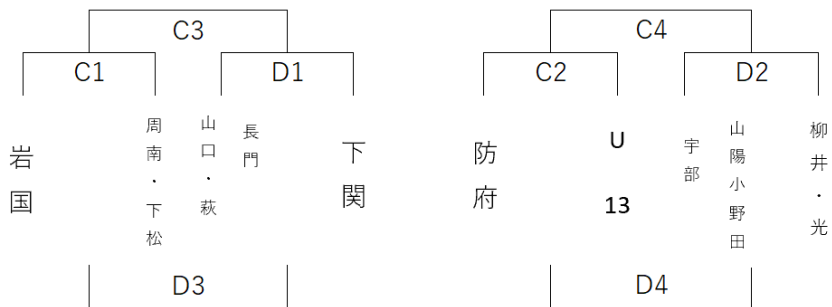 C3
C4
C1
D1
C2
D2
岩国
周南・下松
山口・萩
長門
下関
防府
U13
宇部
山陽小野田
柳井・光
D3
D4